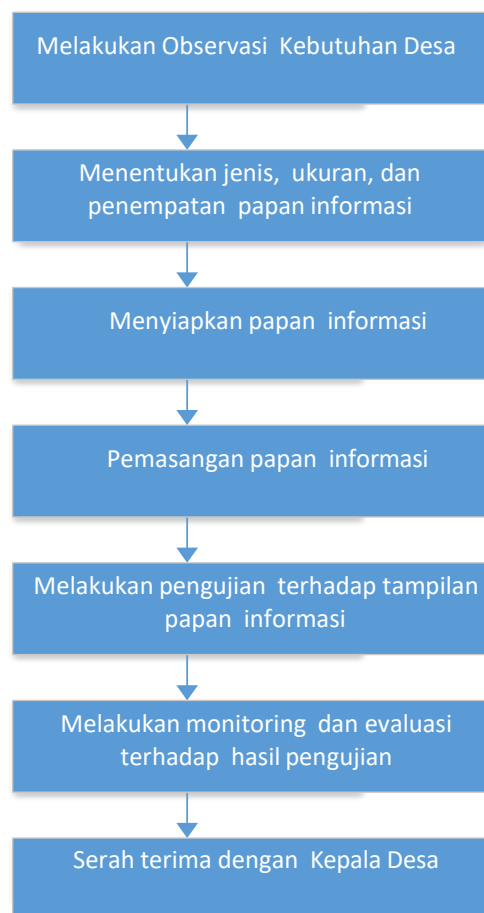 Melakukan Observasi Kebutuhan Desa
Menentukan jenis, ukuran, dan
penempatan papan informasi
Menyiapkan papan informasi
Pemasangan papan informasi
Melakukan pengujian terhadap tampilan
papan informasi
Melakukan monitoring dan evaluasi
terhadap hasil pengujian
Serah terima dengan Kepala Desa